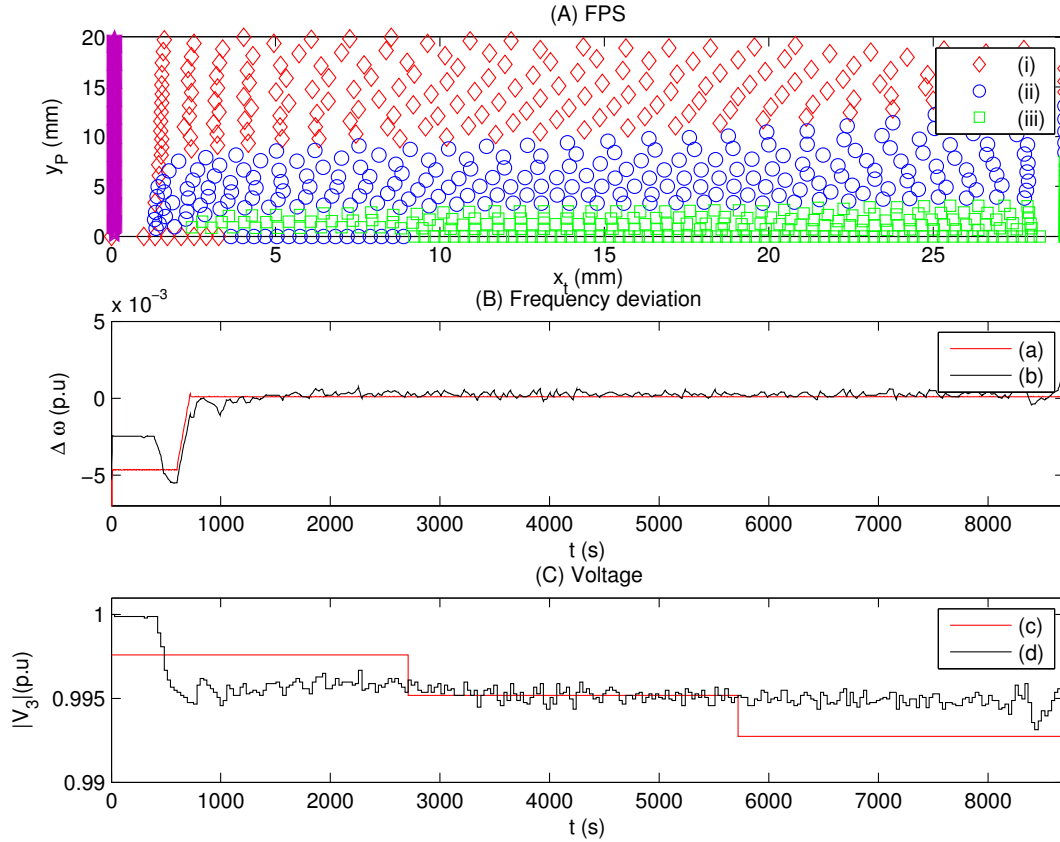 (A) FPS
20
15
10
5
0
y_P (mm)
(i)
(ii)
(iii)
0 5 10 15 20 25
x_t (mm)
(B) Frequency deviation
x 10^−3
5
0
−5
Δ ω (p.u)
(a)
(b)
0 1000 2000 3000 4000 5000 6000 7000 8000
t (s)
(C) Voltage
1
0.995
0.99
|V_3|(p.u)
(c)
(d)
0 1000 2000 3000 4000 5000 6000 7000 8000
t (s)